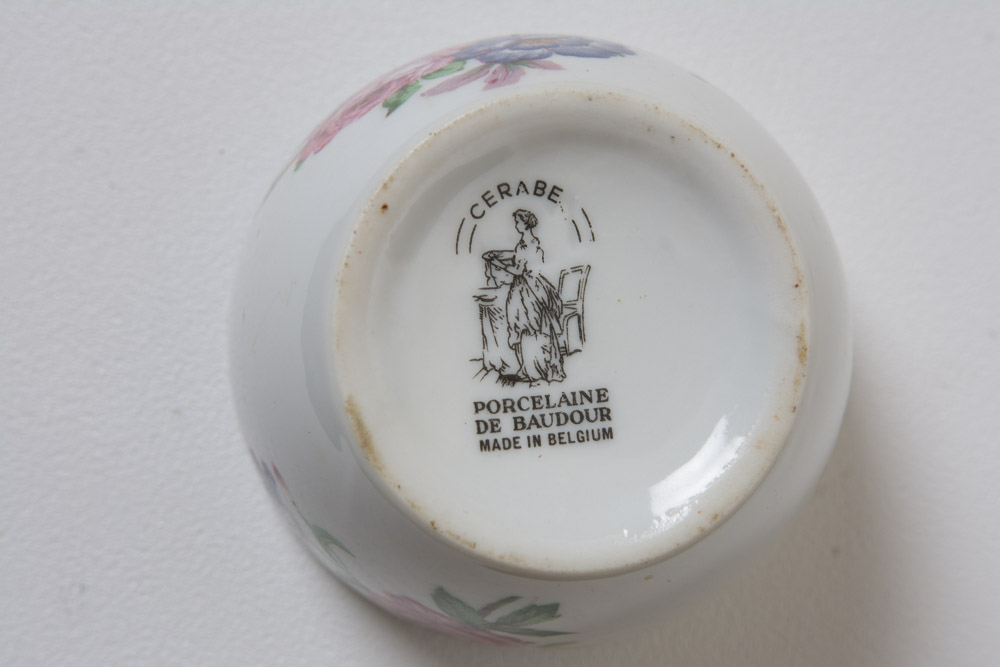 CERABE
PORCELAINE
DE BAUDOUR
MADE IN BELGIUM